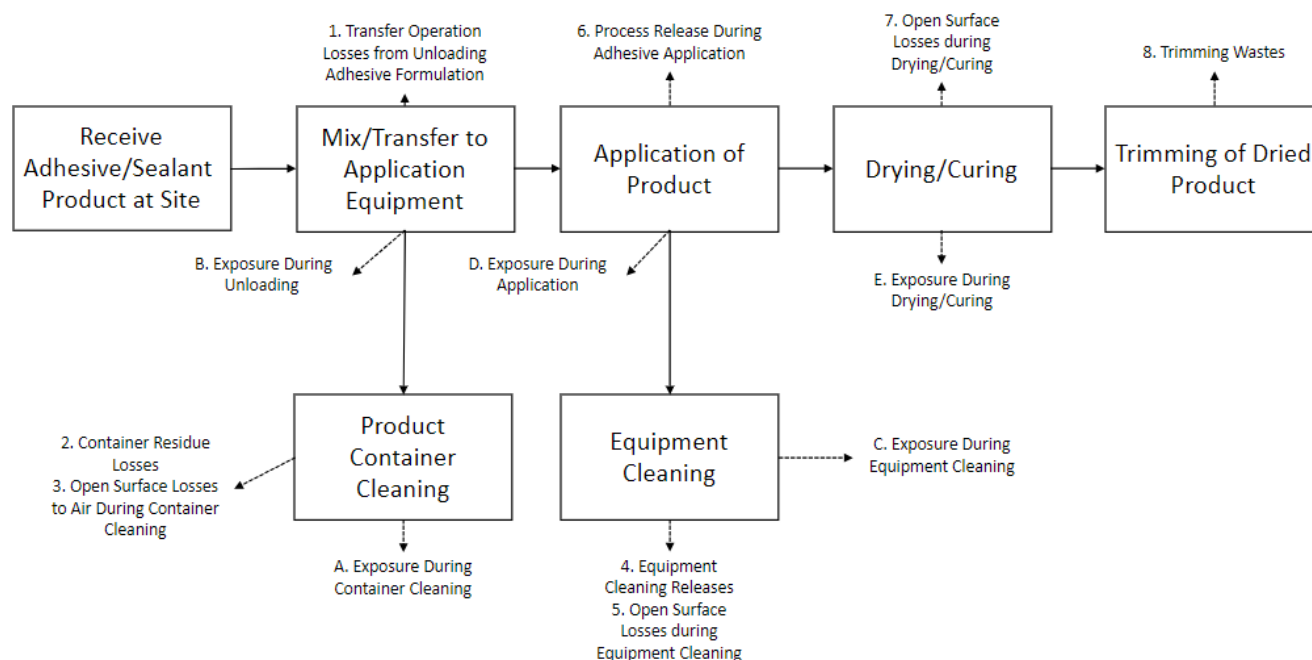 1. Transfer Operation
Losses from Unloading
Adhesive Formulation
6. Process Release During
Adhesive Application
7. Open Surface
Losses during
Drying/Curing
8. Trimming Wastes
Receive
Adhesive/Sealant
Product at Site
Mix/Transfer to
Application
Equipment
Application of
Product
Drying/Curing
Trimming of Dried
Product
B. Exposure During
Unloading
D. Exposure During
Application
E. Exposure During
Drying/Curing
2. Container Residue
Losses
3. Open Surface Losses
to Air During Container
Cleaning
Product
Container
Cleaning
Equipment
Cleaning
C. Exposure During
Equipment Cleaning
A. Exposure During
Container Cleaning
4. Equipment
Cleaning Releases
5. Open Surface
Losses during
Equipment Cleaning